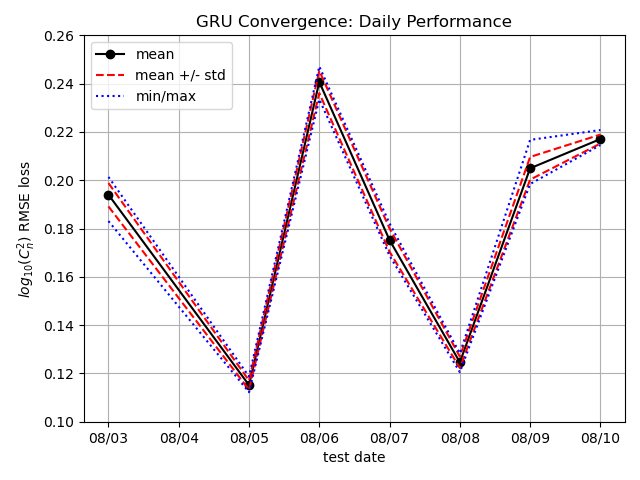 GRU Convergence: Daily Performance
mean
mean +/- std
min/max
0.26
0.24
0.22
0.20
0.18
0.16
0.14
0.12
0.10
log₁₀(Cₙ²) RMSE loss
08/03 08/04 08/05 08/06 08/07 08/08 08/09 08/10
test date